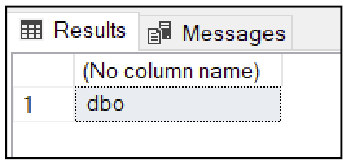 Results Messages
(No column name)
1 dbo